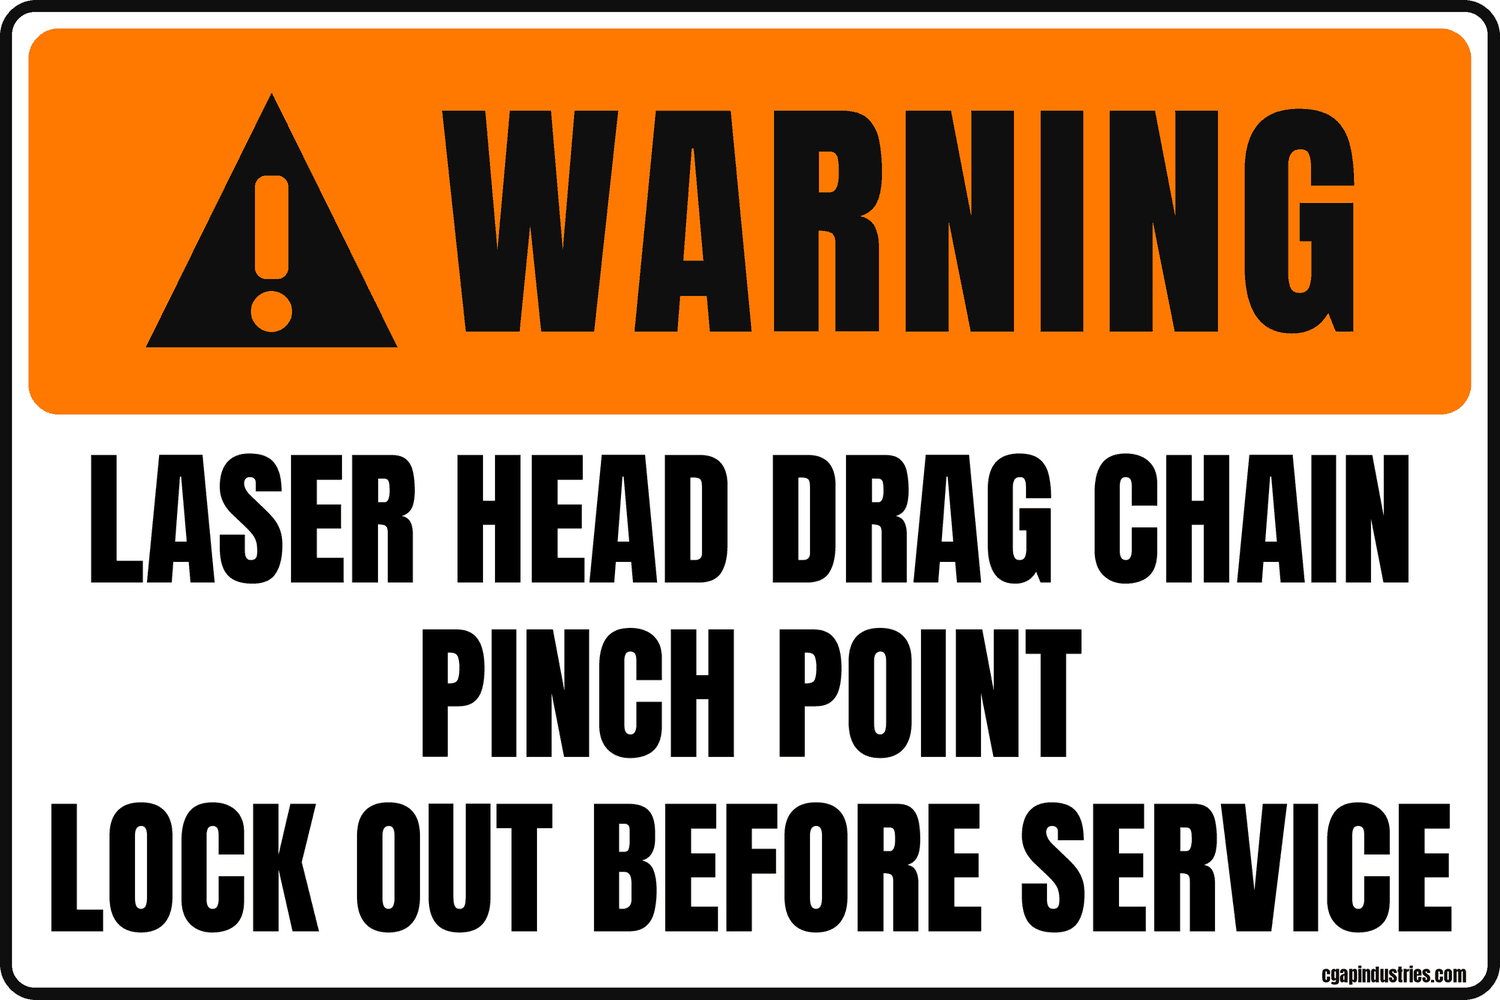 WARNING
LASER HEAD DRAG CHAIN
PINCH POINT
LOCK OUT BEFORE SERVICE
cgapindustries.com